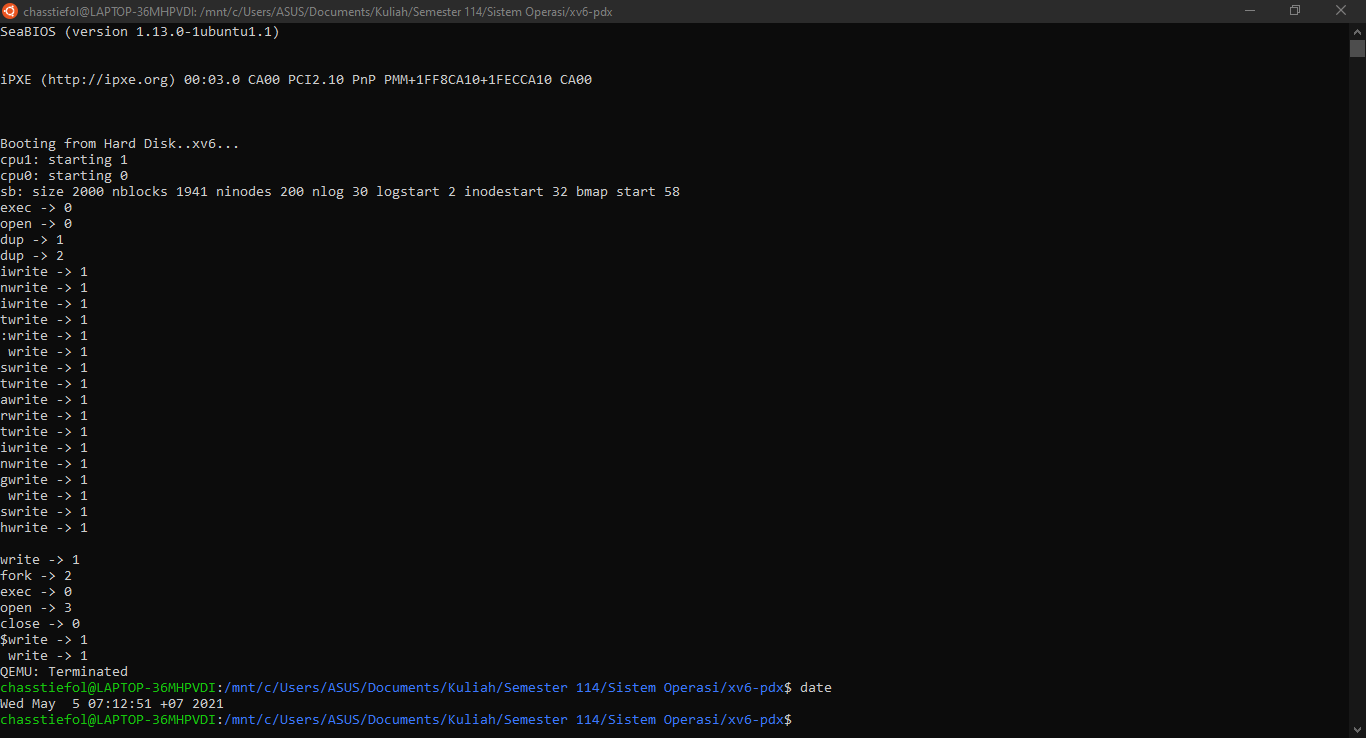 chasstiefol@LAPTOP-36MHPVDI: /mnt/c/Users/ASUS/Documents/Kuliah/Semester 114/Sistem Operasi/xv6-pdx
SeaBIOS (version 1.13.0-1ubuntu1.1)
iPXE (http://ipxe.org) 00:03.0 CA00 PCI2.10 PnP PMM+1FF8CA10+1FECCA10 CA00
Booting from Hard Disk..xv6...
cpu1: starting 1
cpu0: starting 0
sb: size 2000 nblocks 1941 ninodes 200 nlog 30 logstart 2 inodestart 32 bmap start 58
exec -> 0
open -> 0
dup -> 1
dup -> 2
iwrite -> 1
nwrite -> 1
iwrite -> 1
twrite -> 1
:write -> 1
 write -> 1
swrite -> 1
twrite -> 1
awrite -> 1
rwrite -> 1
twrite -> 1
iwrite -> 1
nwrite -> 1
gwrite -> 1
 write -> 1
swrite -> 1
hwrite -> 1
write -> 1
fork -> 2
exec -> 0
open -> 3
close -> 0
$write -> 1
 write -> 1
QEMU: Terminated
chasstiefol@LAPTOP-36MHPVDI:/mnt/c/Users/ASUS/Documents/Kuliah/Semester 114/Sistem Operasi/xv6-pdx$ date
Wed May  5 07:12:51 +07 2021
chasstiefol@LAPTOP-36MHPVDI:/mnt/c/Users/ASUS/Documents/Kuliah/Semester 114/Sistem Operasi/xv6-pdx$